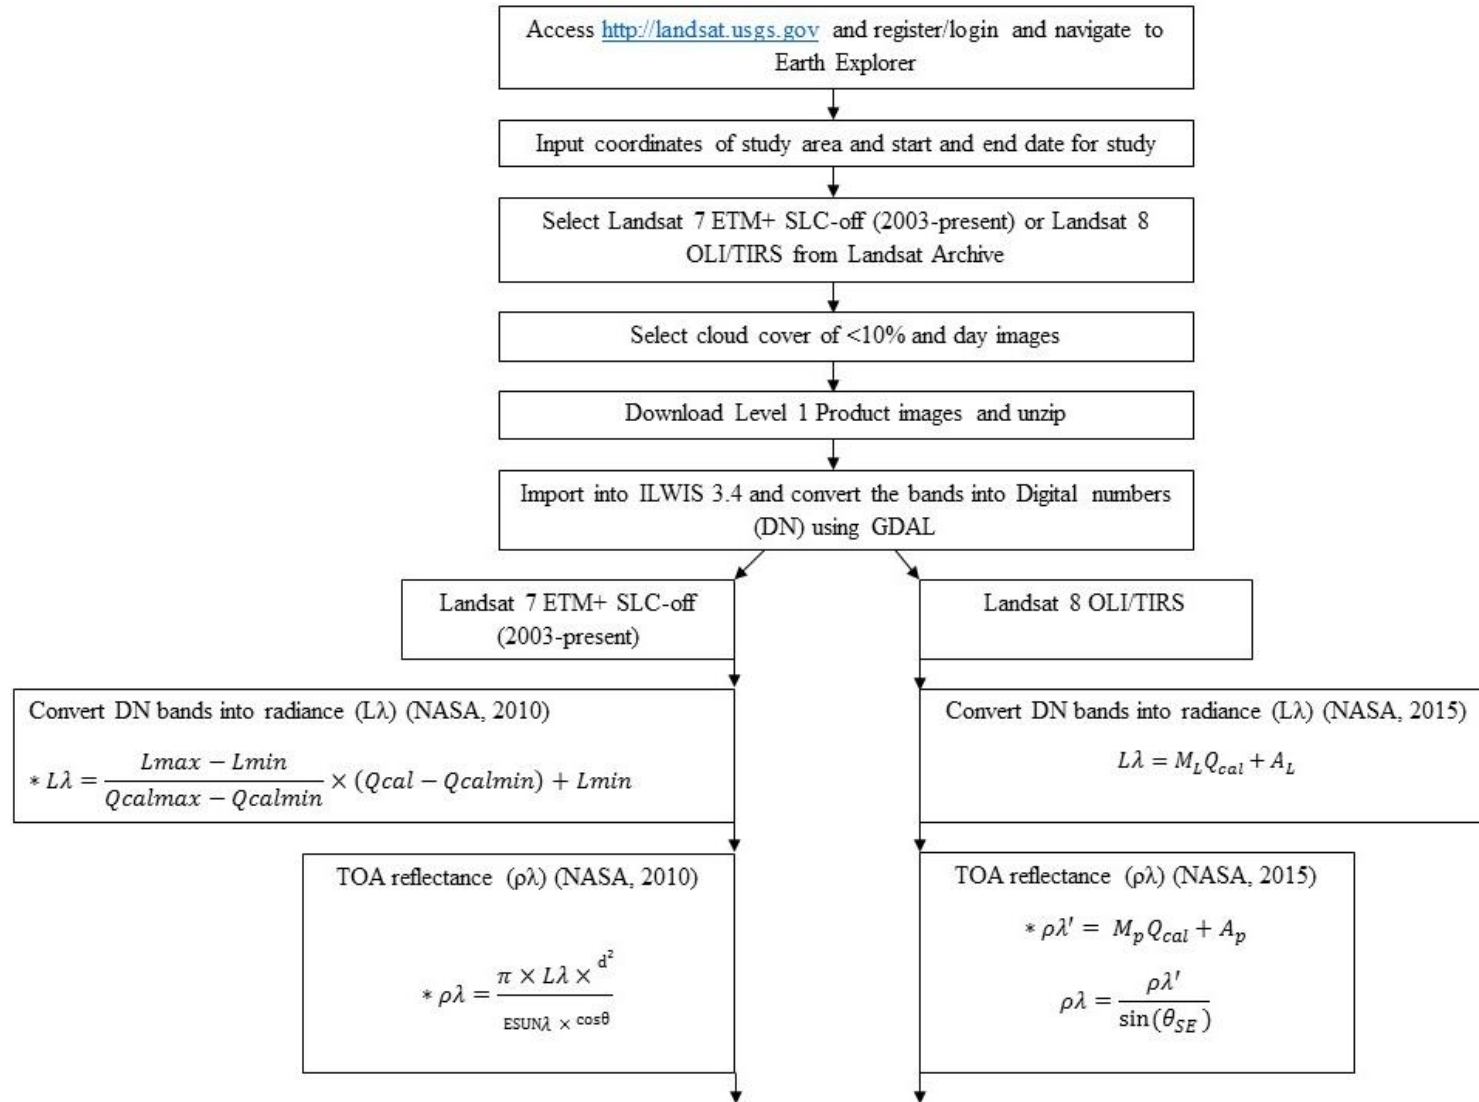 Access http://landsat.usgs.gov and register/login and navigate to
Earth Explorer
Input coordinates of study area and start and end date for study
Select Landsat 7 ETM+ SLC-off (2003-present) or Landsat 8
OLI/TIRS from Landsat Archive
Select cloud cover of <10% and day images
Download Level 1 Product images and unzip
Import into ILWIS 3.4 and convert the bands into Digital numbers
(DN) using GDAL
Landsat 7 ETM+ SLC-off
(2003-present)
Landsat 8 OLI/TIRS
Convert DN bands into radiance (Lλ) (NASA, 2010)
* Lλ = (Lmax − Lmin) / (Qcalmax − Qcalmin) × (Qcal − Qcalmin) + Lmin
Convert DN bands into radiance (Lλ) (NASA, 2015)
Lλ = M_L Q_cal + A_L
TOA reflectance (ρλ) (NASA, 2010)
* ρλ = π × Lλ × d² / ESUNλ × cosθ
TOA reflectance (ρλ) (NASA, 2015)
* ρλ′ = M_p Q_cal + A_p
ρλ = ρλ′ / sin(θ_SE)